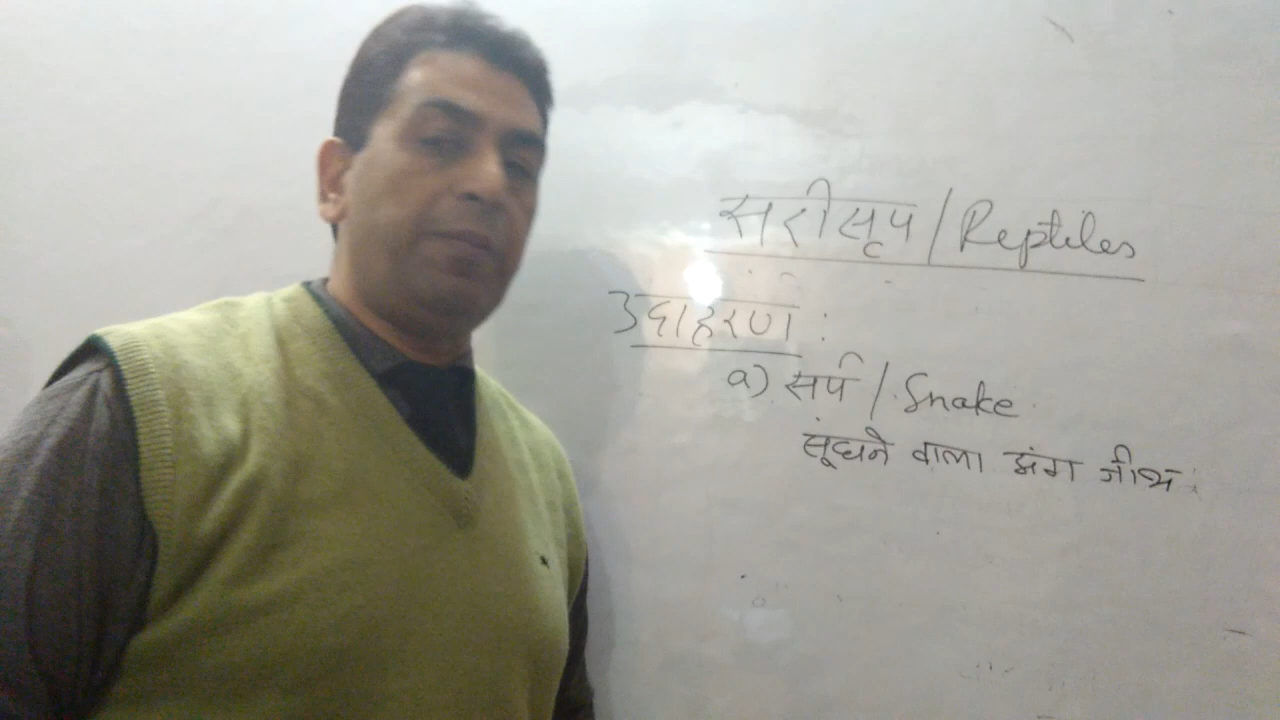 सरीसृप / Reptiles
उदाहरण :
a) सर्प / Snake
सूंघने वाला अंग जीभ